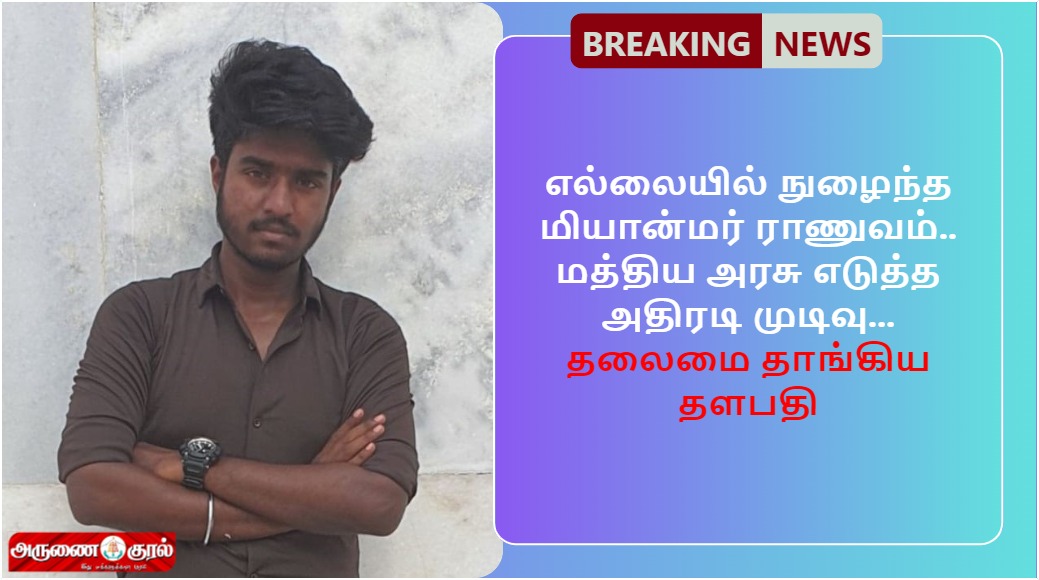 BREAKING NEWS
எல்லையில் நுழைந்த
மியான்மர் ராணுவம்..
மத்திய அரசு எடுத்த
அதிரடி முடிவு...
தலைமை தாங்கிய
தளபதி
அருணை குரல்